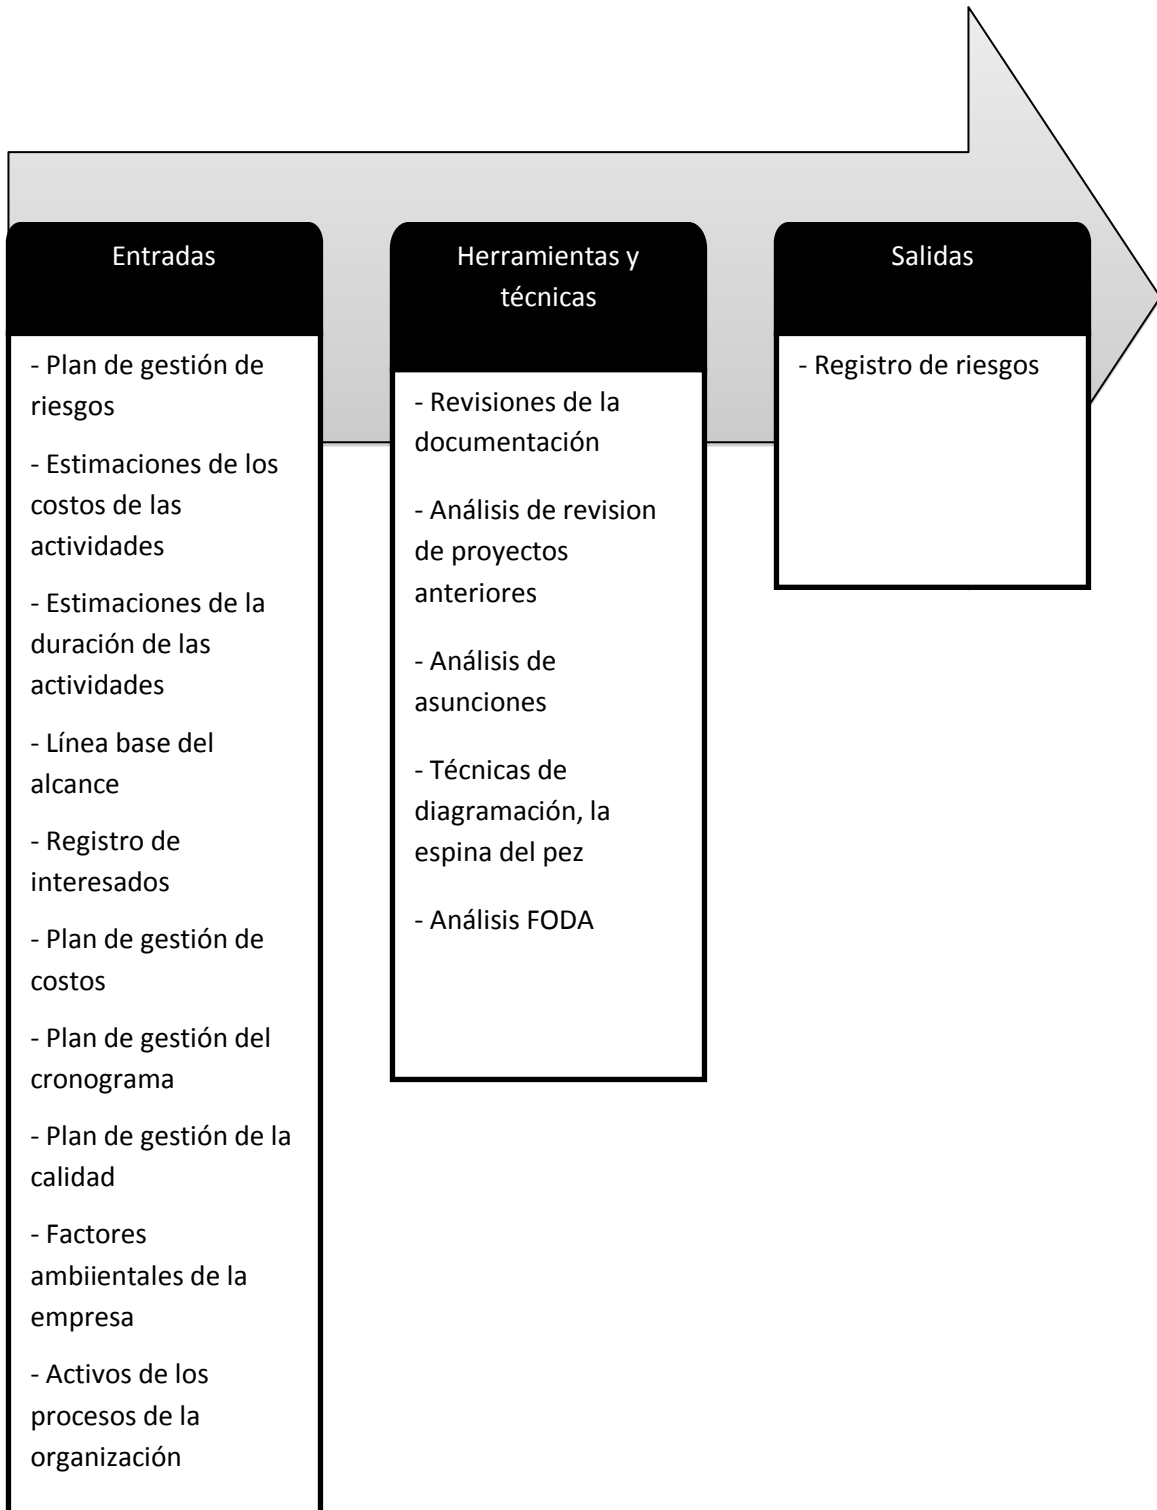 Entradas
- Plan de gestión de
riesgos
- Estimaciones de los
costos de las
actividades
- Estimaciones de la
duración de las
actividades
- Línea base del
alcance
- Registro de
interesados
- Plan de gestión de
costos
- Plan de gestión del
cronograma
- Plan de gestión de la
calidad
- Factores
ambiientales de la
empresa
- Activos de los
procesos de la
organización
Herramientas y
técnicas
- Revisiones de la
documentación
- Análisis de revision
de proyectos
anteriores
- Análisis de
asunciones
- Técnicas de
diagramación, la
espina del pez
- Análisis FODA
Salidas
- Registro de riesgos